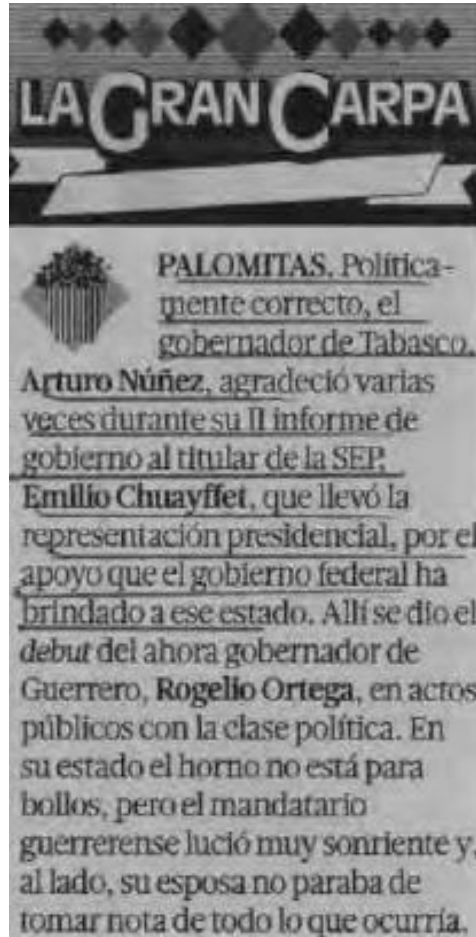 LA GRAN CARPA
PALOMITAS. Política-
mente correcto, el
gobernador de Tabasco,
Arturo Núñez, agradeció varias
veces durante su II informe de
gobierno al titular de la SEP,
Emilio Chuayffet, que llevó la
representación presidencial, por el
apoyo que el gobierno federal ha
brindado a ese estado. Allí se dio el
debut del ahora gobernador de
Guerrero, Rogelio Ortega, en actos
públicos con la clase política. En
su estado el horno no está para
bollos, pero el mandatario
guerrerense lució muy sonriente y,
al lado, su esposa no paraba de
tomar nota de todo lo que ocurría